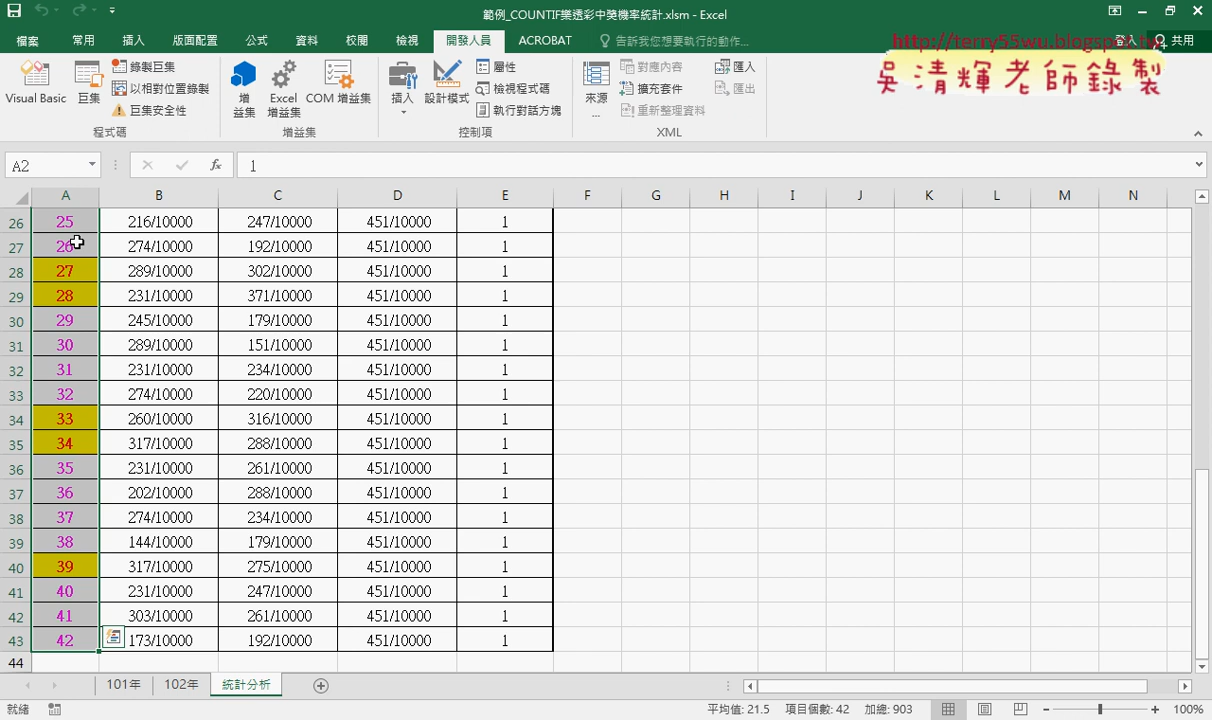 範例_COUNTIF樂透彩中獎機率統計.xlsm - Excel
檔案 常用 插入 版面配置 公式 資料 校閱 檢視 開發人員 ACROBAT 告訴我您想要執行的動作... 登入 共用
http://terry55wu.blogspot.tw
吳清輝老師錄製
Visual Basic 巨集 錄製巨集 以相對位置錄製 巨集安全性
增益集 Excel 增益集 COM 增益集
插入 設計模式 屬性 檢視程式碼 執行對話方塊
來源... 對應內容 擴充套件 重新整理資料 匯入 匯出
程式碼 增益集 控制項 XML
A2 fx 1
A B C D E F G H I J K L M N
26 25 216/10000 247/10000 451/10000 1
27 26 274/10000 192/10000 451/10000 1
28 27 289/10000 302/10000 451/10000 1
29 28 231/10000 371/10000 451/10000 1
30 29 245/10000 179/10000 451/10000 1
31 30 289/10000 151/10000 451/10000 1
32 31 231/10000 234/10000 451/10000 1
33 32 274/10000 220/10000 451/10000 1
34 33 260/10000 316/10000 451/10000 1
35 34 317/10000 288/10000 451/10000 1
36 35 231/10000 261/10000 451/10000 1
37 36 202/10000 288/10000 451/10000 1
38 37 274/10000 234/10000 451/10000 1
39 38 144/10000 179/10000 451/10000 1
40 39 317/10000 275/10000 451/10000 1
41 40 231/10000 247/10000 451/10000 1
42 41 303/10000 261/10000 451/10000 1
43 42 173/10000 192/10000 451/10000 1
44
101年 102年 統計分析
就緒 平均值: 21.5 項目個數: 42 加總: 903 100%